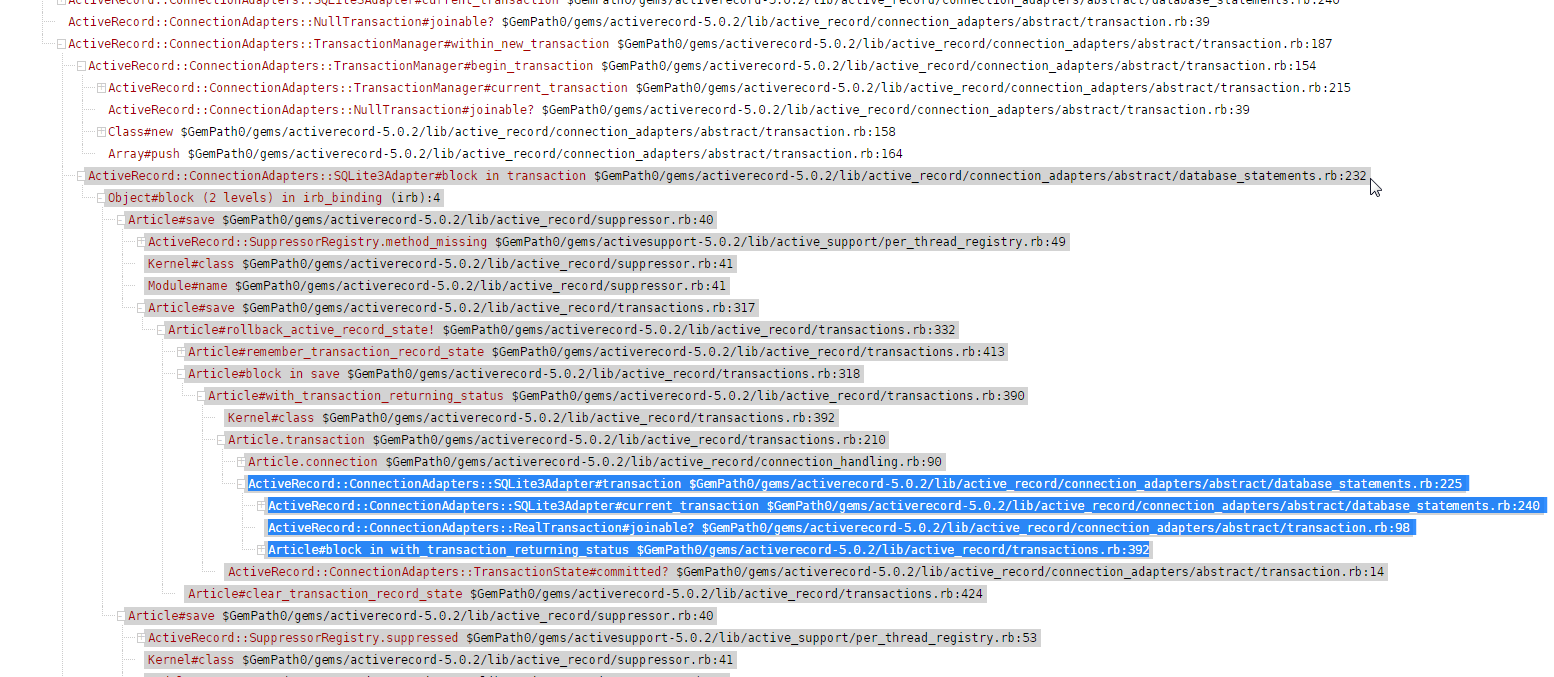 ActiveRecord::ConnectionAdapters::SQLite3Adapter#current_transaction $GemPath0/gems/activerecord-5.0.2/lib/active_record/connection_adapters/abstract/database_statements.rb:240
ActiveRecord::ConnectionAdapters::NullTransaction#joinable? $GemPath0/gems/activerecord-5.0.2/lib/active_record/connection_adapters/abstract/transaction.rb:39
ActiveRecord::ConnectionAdapters::TransactionManager#within_new_transaction $GemPath0/gems/activerecord-5.0.2/lib/active_record/connection_adapters/abstract/transaction.rb:187
ActiveRecord::ConnectionAdapters::TransactionManager#begin_transaction $GemPath0/gems/activerecord-5.0.2/lib/active_record/connection_adapters/abstract/transaction.rb:154
ActiveRecord::ConnectionAdapters::TransactionManager#current_transaction $GemPath0/gems/activerecord-5.0.2/lib/active_record/connection_adapters/abstract/transaction.rb:215
ActiveRecord::ConnectionAdapters::NullTransaction#joinable? $GemPath0/gems/activerecord-5.0.2/lib/active_record/connection_adapters/abstract/transaction.rb:39
Class#new $GemPath0/gems/activerecord-5.0.2/lib/active_record/connection_adapters/abstract/transaction.rb:158
Array#push $GemPath0/gems/activerecord-5.0.2/lib/active_record/connection_adapters/abstract/transaction.rb:164
ActiveRecord::ConnectionAdapters::SQLite3Adapter#block in transaction $GemPath0/gems/activerecord-5.0.2/lib/active_record/connection_adapters/abstract/database_statements.rb:232
Object#block (2 levels) in irb_binding (irb):4
Article#save $GemPath0/gems/activerecord-5.0.2/lib/active_record/suppressor.rb:40
ActiveRecord::SuppressorRegistry.method_missing $GemPath0/gems/activesupport-5.0.2/lib/active_support/per_thread_registry.rb:49
Kernel#class $GemPath0/gems/activerecord-5.0.2/lib/active_record/suppressor.rb:41
Module#name $GemPath0/gems/activerecord-5.0.2/lib/active_record/suppressor.rb:41
Article#save $GemPath0/gems/activerecord-5.0.2/lib/active_record/transactions.rb:317
Article#rollback_active_record_state! $GemPath0/gems/activerecord-5.0.2/lib/active_record/transactions.rb:332
Article#remember_transaction_record_state $GemPath0/gems/activerecord-5.0.2/lib/active_record/transactions.rb:413
Article#block in save $GemPath0/gems/activerecord-5.0.2/lib/active_record/transactions.rb:318
Article#with_transaction_returning_status $GemPath0/gems/activerecord-5.0.2/lib/active_record/transactions.rb:390
Kernel#class $GemPath0/gems/activerecord-5.0.2/lib/active_record/transactions.rb:392
Article.transaction $GemPath0/gems/activerecord-5.0.2/lib/active_record/transactions.rb:210
Article.connection $GemPath0/gems/activerecord-5.0.2/lib/active_record/connection_handling.rb:90
ActiveRecord::ConnectionAdapters::SQLite3Adapter#transaction $GemPath0/gems/activerecord-5.0.2/lib/active_record/connection_adapters/abstract/database_statements.rb:225
ActiveRecord::ConnectionAdapters::SQLite3Adapter#current_transaction $GemPath0/gems/activerecord-5.0.2/lib/active_record/connection_adapters/abstract/database_statements.rb:240
ActiveRecord::ConnectionAdapters::RealTransaction#joinable? $GemPath0/gems/activerecord-5.0.2/lib/active_record/connection_adapters/abstract/transaction.rb:98
Article#block in with_transaction_returning_status $GemPath0/gems/activerecord-5.0.2/lib/active_record/transactions.rb:392
ActiveRecord::ConnectionAdapters::TransactionState#committed? $GemPath0/gems/activerecord-5.0.2/lib/active_record/connection_adapters/abstract/transaction.rb:14
Article#clear_transaction_record_state $GemPath0/gems/activerecord-5.0.2/lib/active_record/transactions.rb:424
Article#save $GemPath0/gems/activerecord-5.0.2/lib/active_record/suppressor.rb:40
ActiveRecord::SuppressorRegistry.suppressed $GemPath0/gems/activesupport-5.0.2/lib/active_support/per_thread_registry.rb:53
Kernel#class $GemPath0/gems/activerecord-5.0.2/lib/active_record/suppressor.rb:41